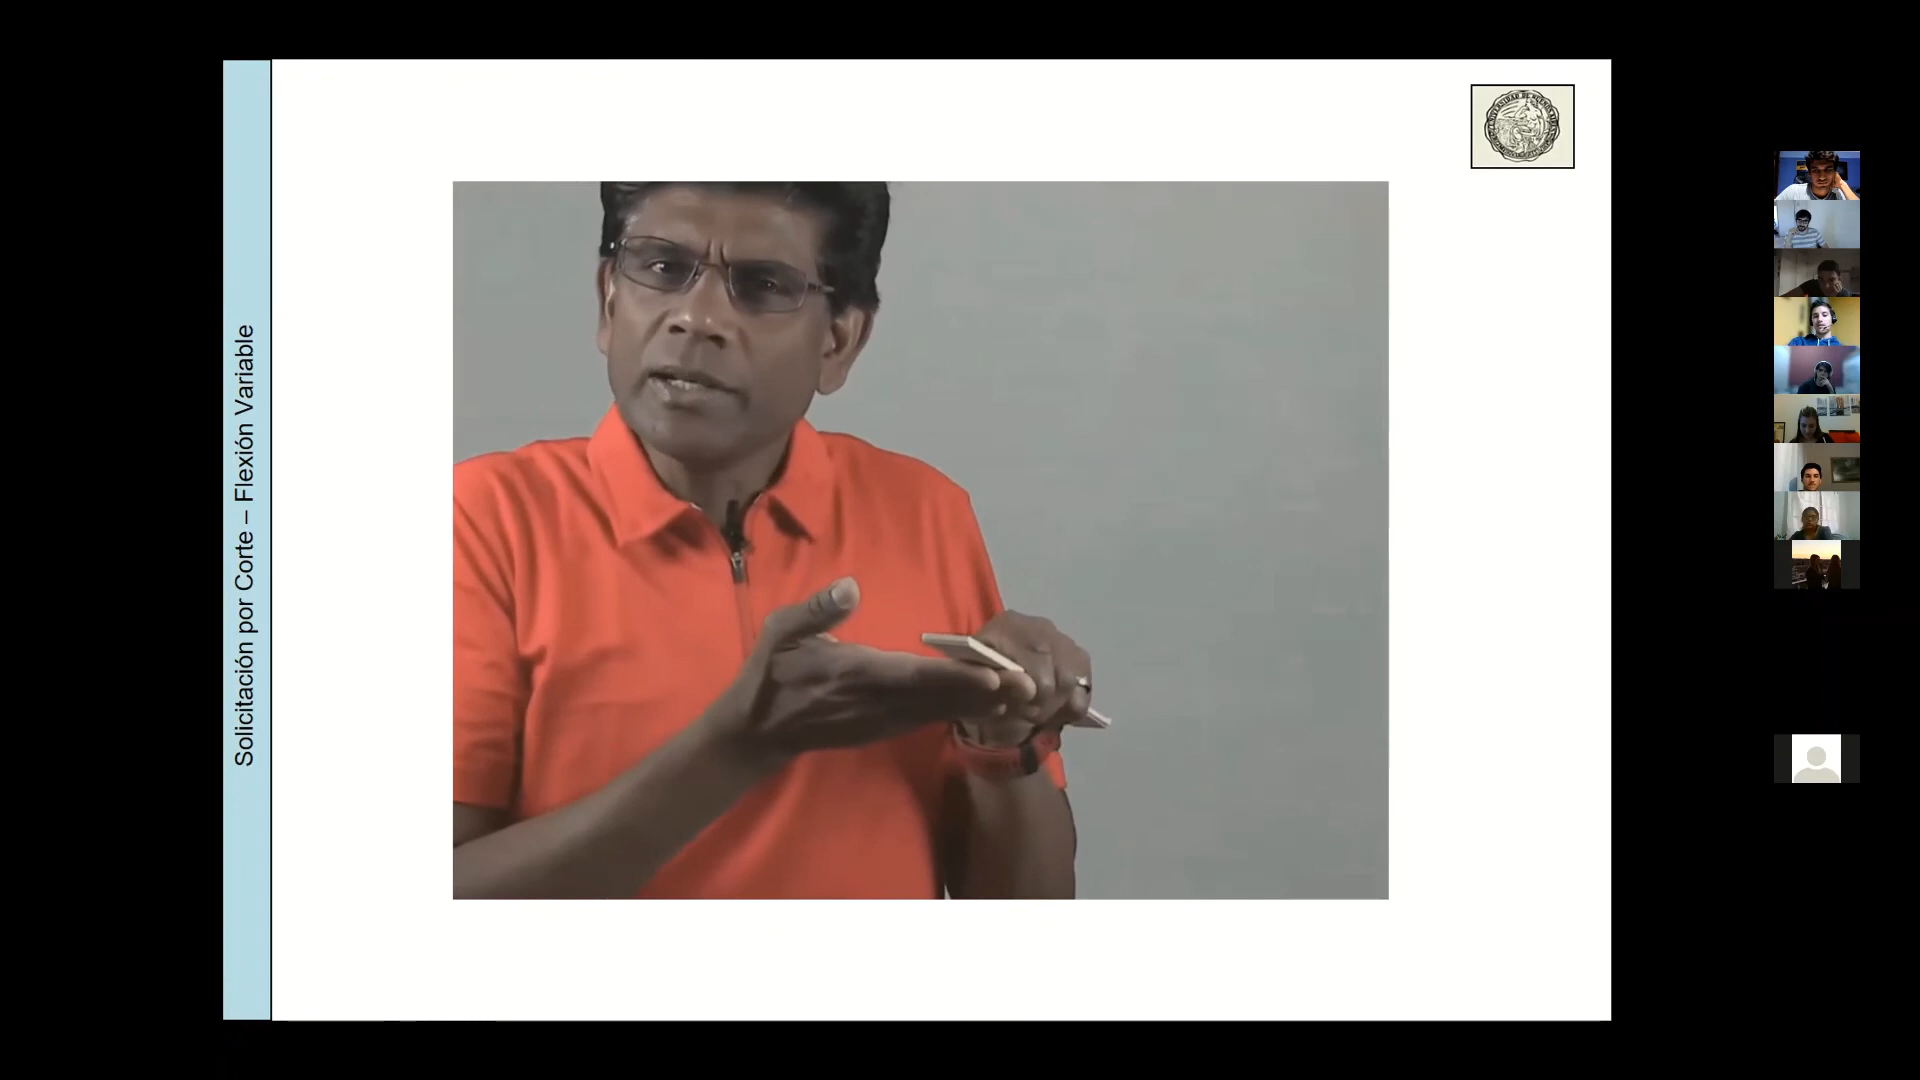 Solicitación por Corte – Flexión Variable